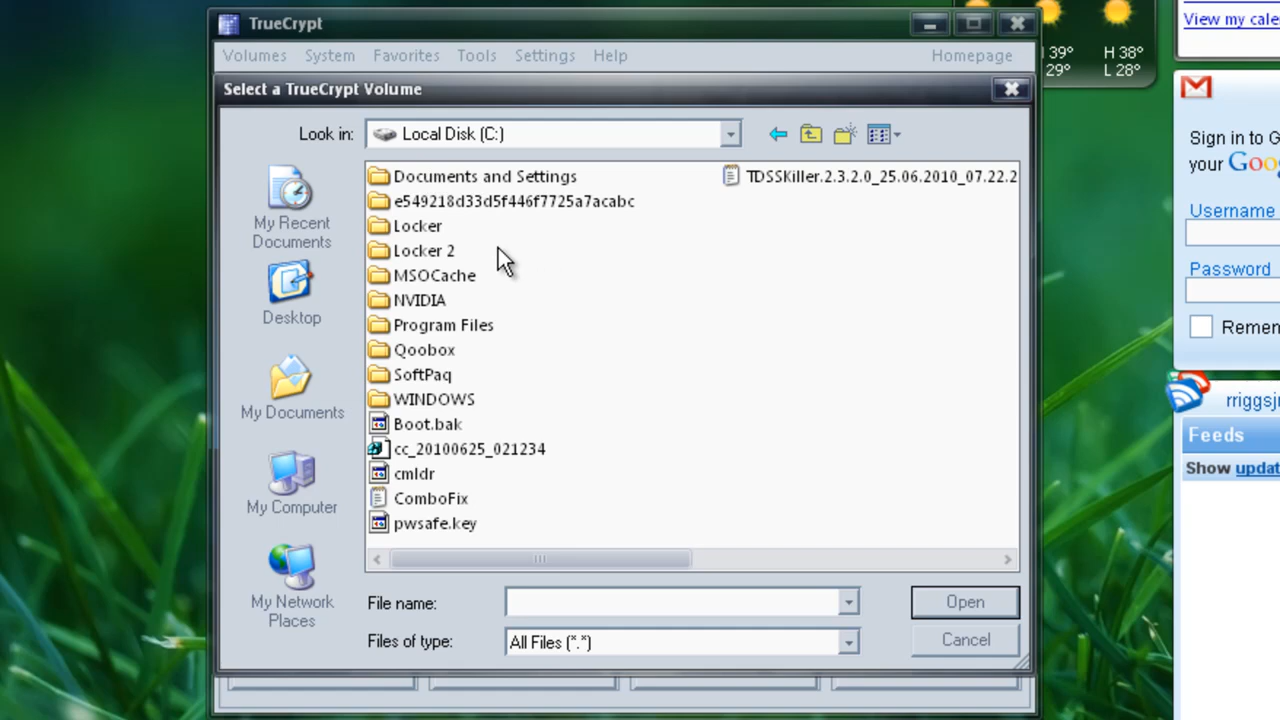 TrueCrypt
Volumes System Favorites Tools Settings Help Homepage
Select a TrueCrypt Volume
Look in: Local Disk (C:)
My Recent
Documents
Desktop
My Documents
My Computer
My Network
Places
Documents and Settings
e549218d33d5f446f7725a7acabc
Locker
Locker 2
MSOCache
NVIDIA
Program Files
Qoobox
SoftPaq
WINDOWS
Boot.bak
cc_20100625_021234
cmldr
ComboFix
pwsafe.key
TDSSKiller.2.3.2.0_25.06.2010_07.22.2
File name:
Files of type: All Files (*.*)
Open
Cancel
39° H 38°
29° L 28°
View my cale
Sign in to G
your Goo
Username
Password
Remen
rriggsj
Feeds
Show updat